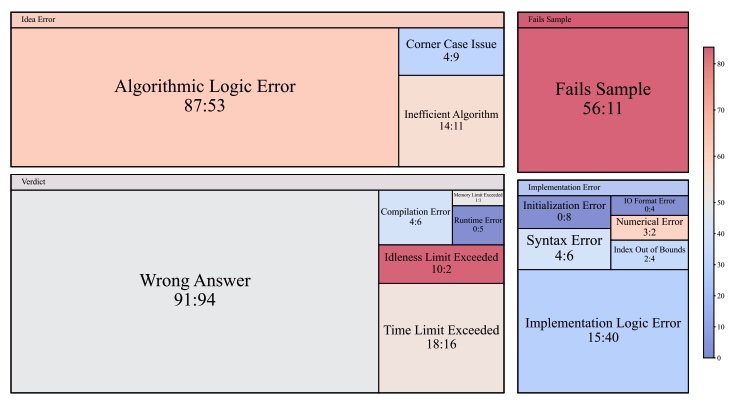 Idea Error
Algorithmic Logic Error
87:53
Corner Case Issue
4:9
Inefficient Algorithm
14:11
Fails Sample
Fails Sample
56:11
Verdict
Wrong Answer
91:94
Compilation Error
4:6
Memory Limit Exceeded
1:1
Runtime Error
0:5
Idleness Limit Exceeded
10:2
Time Limit Exceeded
18:16
Implementation Error
Initialization Error
0:8
IO Format Error
0:4
Numerical Error
3:2
Syntax Error
4:6
Index Out of Bounds
2:4
Implementation Logic Error
15:40
80
70
60
50
40
30
20
10
0